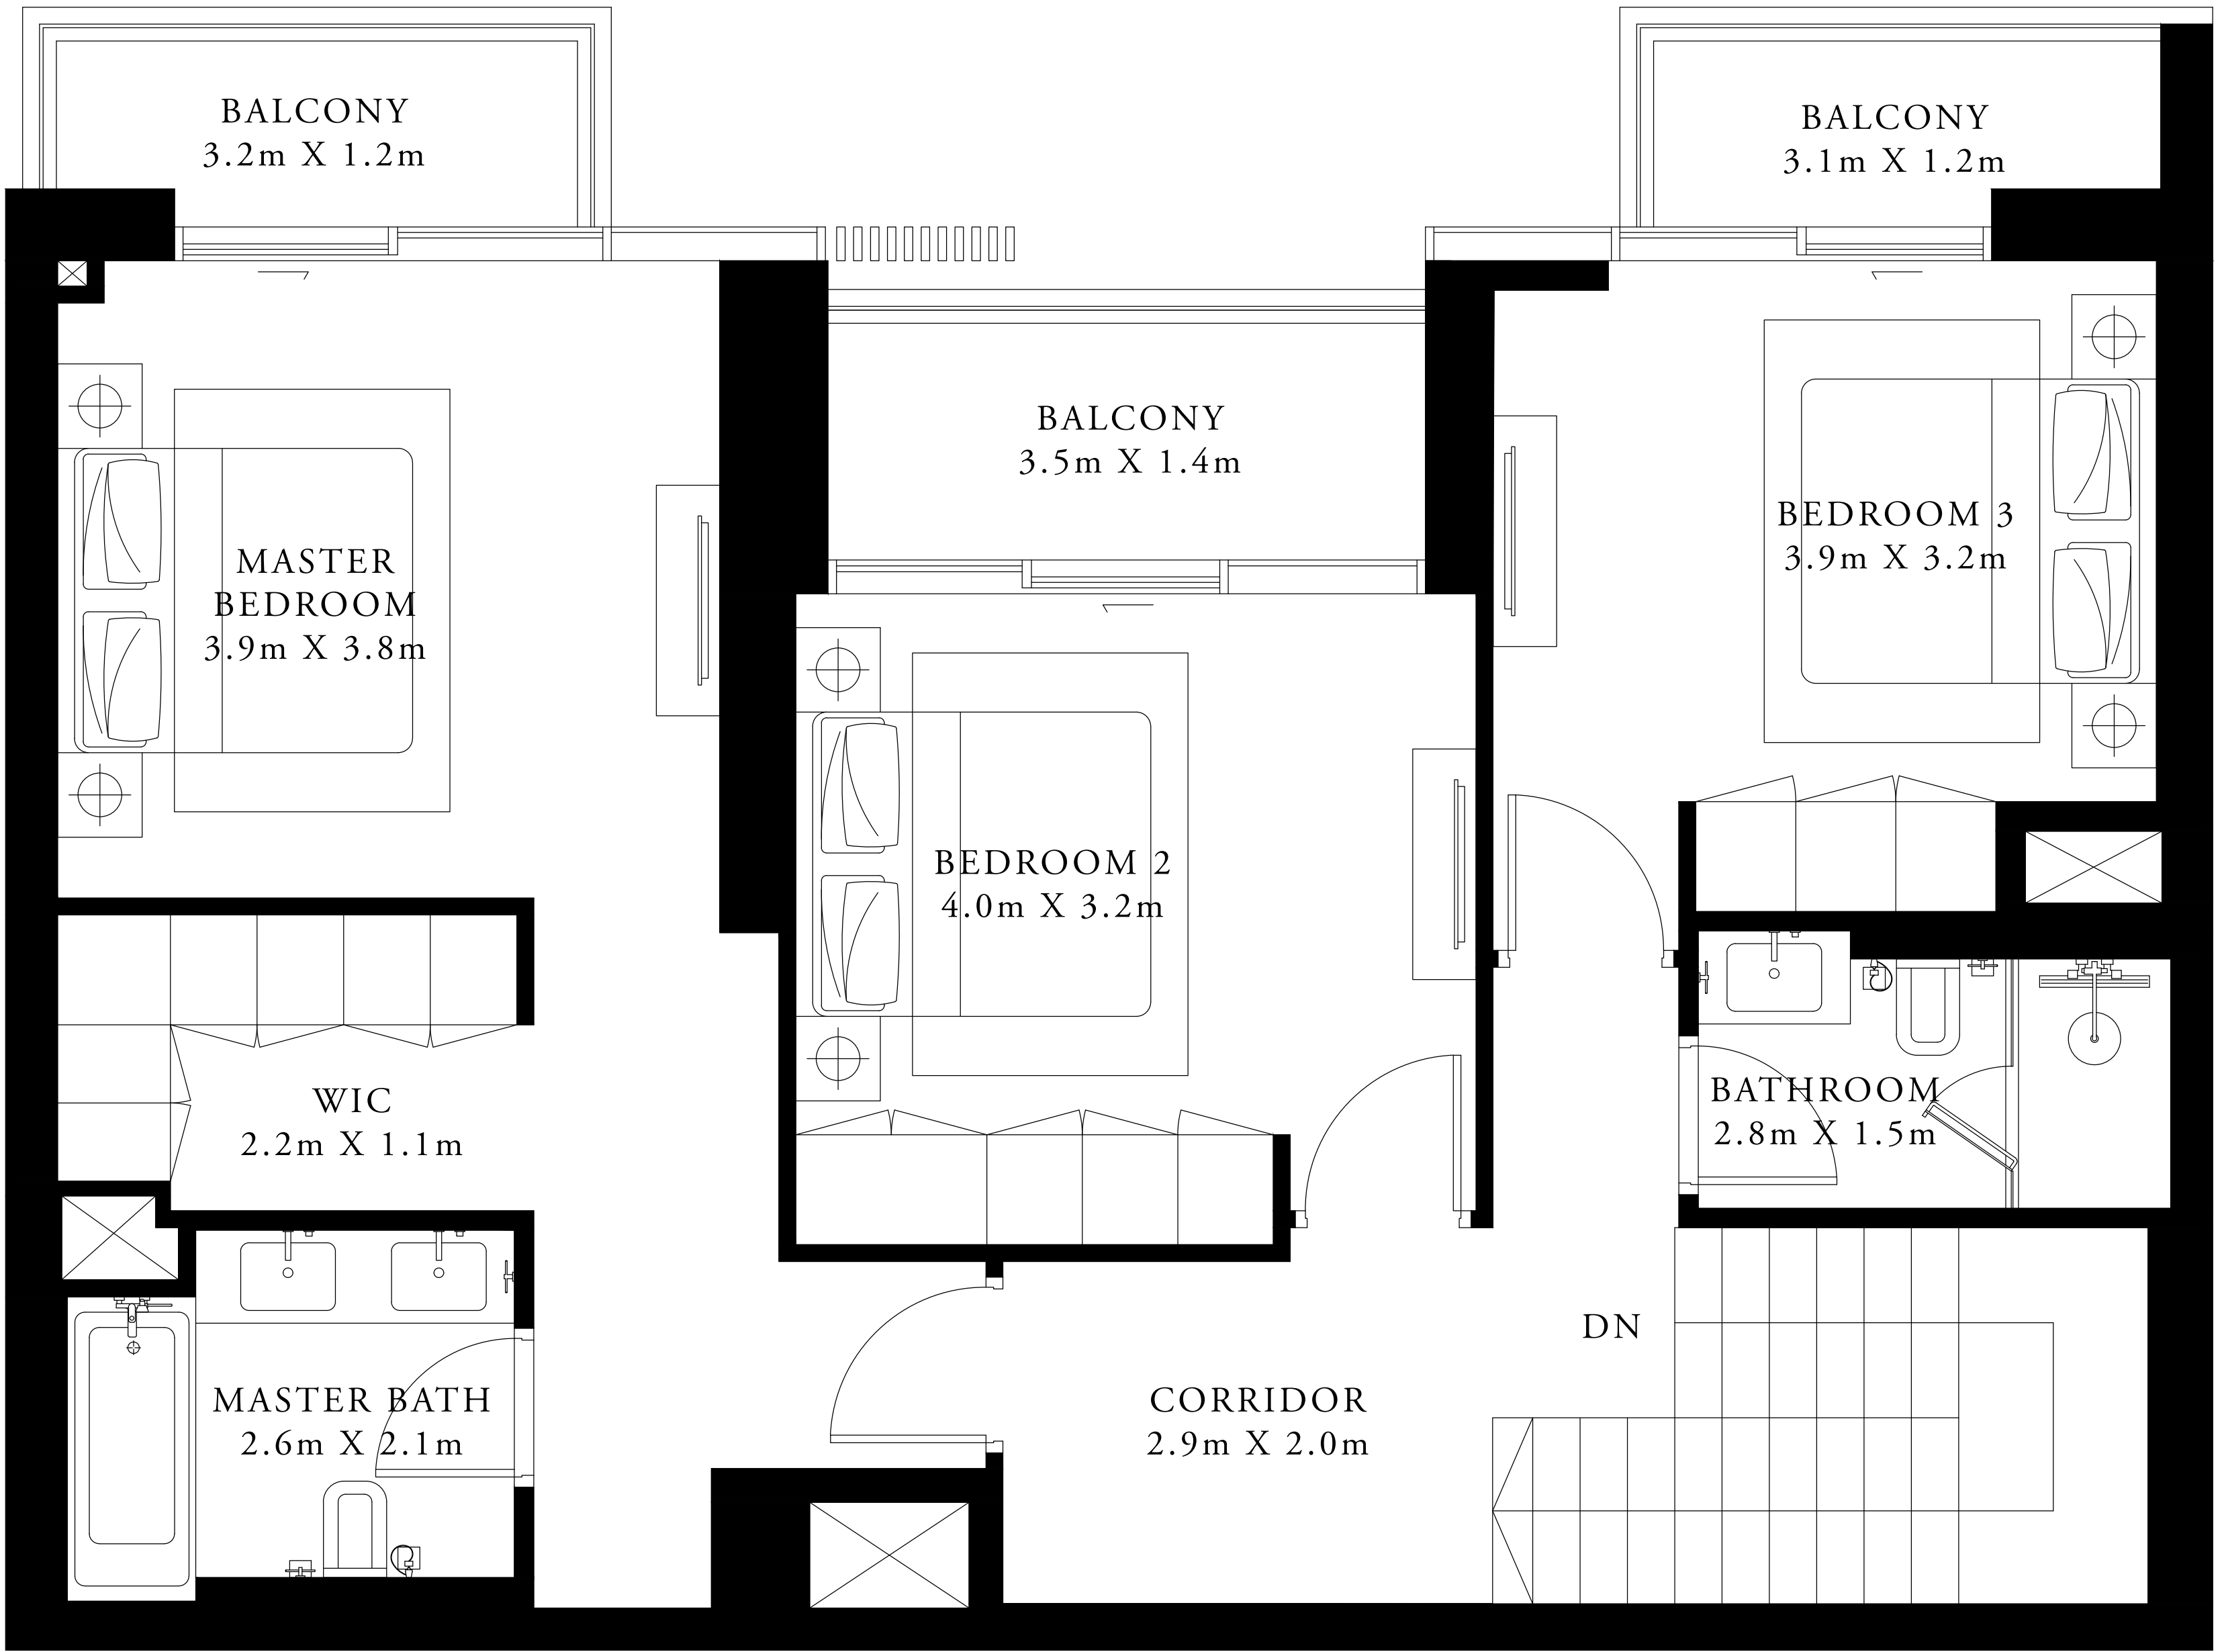 BALCONY
3.2m X 1.2m
BALCONY
3.1m X 1.2m
BALCONY
3.5m X 1.4m
MASTER
BEDROOM
3.9m X 3.8m
BEDROOM 3
3.9m X 3.2m
BEDROOM 2
4.0m X 3.2m
WIC
2.2m X 1.1m
BATHROOM
2.8m X 1.5m
DN
MASTER BATH
2.6m X 2.1m
CORRIDOR
2.9m X 2.0m